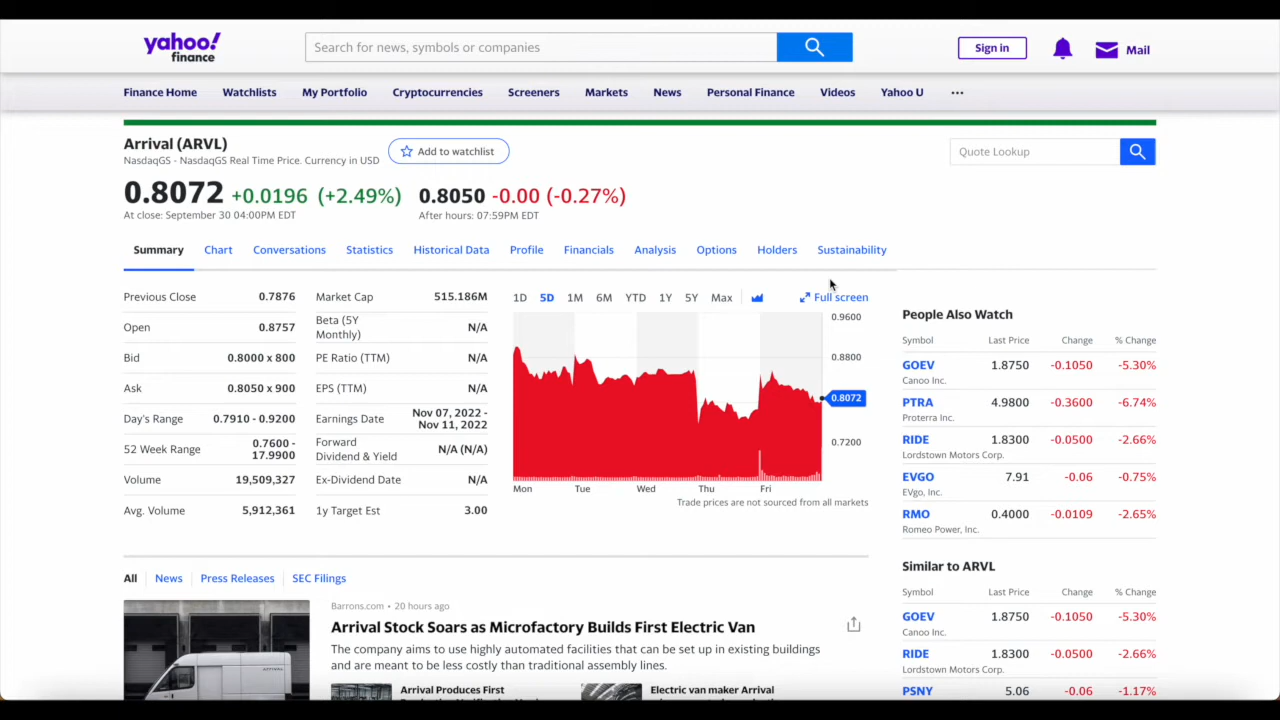 yahoo!
finance
Search for news, symbols or companies
Sign in
Mail
Finance Home Watchlists My Portfolio Cryptocurrencies Screeners Markets News Personal Finance Videos Yahoo U ...
Arrival (ARVL)
NasdaqGS - NasdaqGS Real Time Price. Currency in USD
Add to watchlist
Quote Lookup
0.8072 +0.0196 (+2.49%) 0.8050 -0.00 (-0.27%)
At close: September 30 04:00PM EDT After hours: 07:59PM EDT
Summary Chart Conversations Statistics Historical Data Profile Financials Analysis Options Holders Sustainability
Previous Close 0.7876
Open 0.8757
Bid 0.8000 x 800
Ask 0.8050 x 900
Day's Range 0.7910 - 0.9200
52 Week Range 0.7600 -
17.9900
Volume 19,509,327
Avg. Volume 5,912,361
Market Cap 515.186M
Beta (5Y
Monthly) N/A
PE Ratio (TTM) N/A
EPS (TTM) N/A
Earnings Date Nov 07, 2022 -
Nov 11, 2022
Forward
Dividend & Yield N/A (N/A)
Ex-Dividend Date N/A
1y Target Est 3.00
1D 5D 1M 6M YTD 1Y 5Y Max Full screen
0.9600
0.8800
0.8072
0.7200
Mon Tue Wed Thu Fri
Trade prices are not sourced from all markets
People Also Watch
Symbol Last Price Change % Change
GOEV 1.8750 -0.1050 -5.30%
Canoo Inc.
PTRA 4.9800 -0.3600 -6.74%
Proterra Inc.
RIDE 1.8300 -0.0500 -2.66%
Lordstown Motors Corp.
EVGO 7.91 -0.06 -0.75%
EVgo, Inc.
RMO 0.4000 -0.0109 -2.65%
Romeo Power, Inc.
Similar to ARVL
Symbol Last Price Change % Change
GOEV 1.8750 -0.1050 -5.30%
Canoo Inc.
RIDE 1.8300 -0.0500 -2.66%
Lordstown Motors Corp.
PSNY 5.06 -0.06 -1.17%
All News Press Releases SEC Filings
Barrons.com • 20 hours ago
Arrival Stock Soars as Microfactory Builds First Electric Van
The company aims to use highly automated facilities that can be set up in existing buildings
and are meant to be less costly than traditional assembly lines.
Arrival Produces First
Electric van maker Arrival